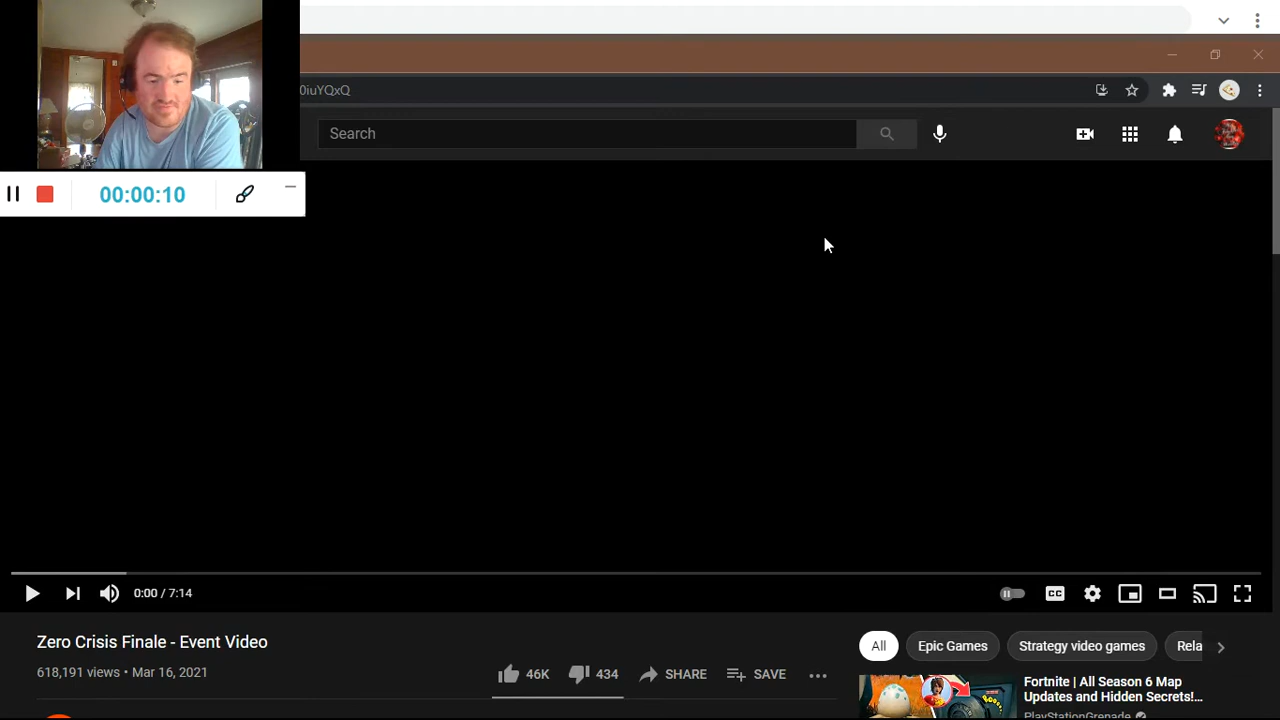 0iuYQxQ
Search
00:00:10
0:00 / 7:14
CC
Zero Crisis Finale - Event Video
618,191 views • Mar 16, 2021
46K
434
SHARE
SAVE
All
Epic Games
Strategy video games
Rela
Fortnite | All Season 6 Map
Updates and Hidden Secrets!...
PlayStationGrenade